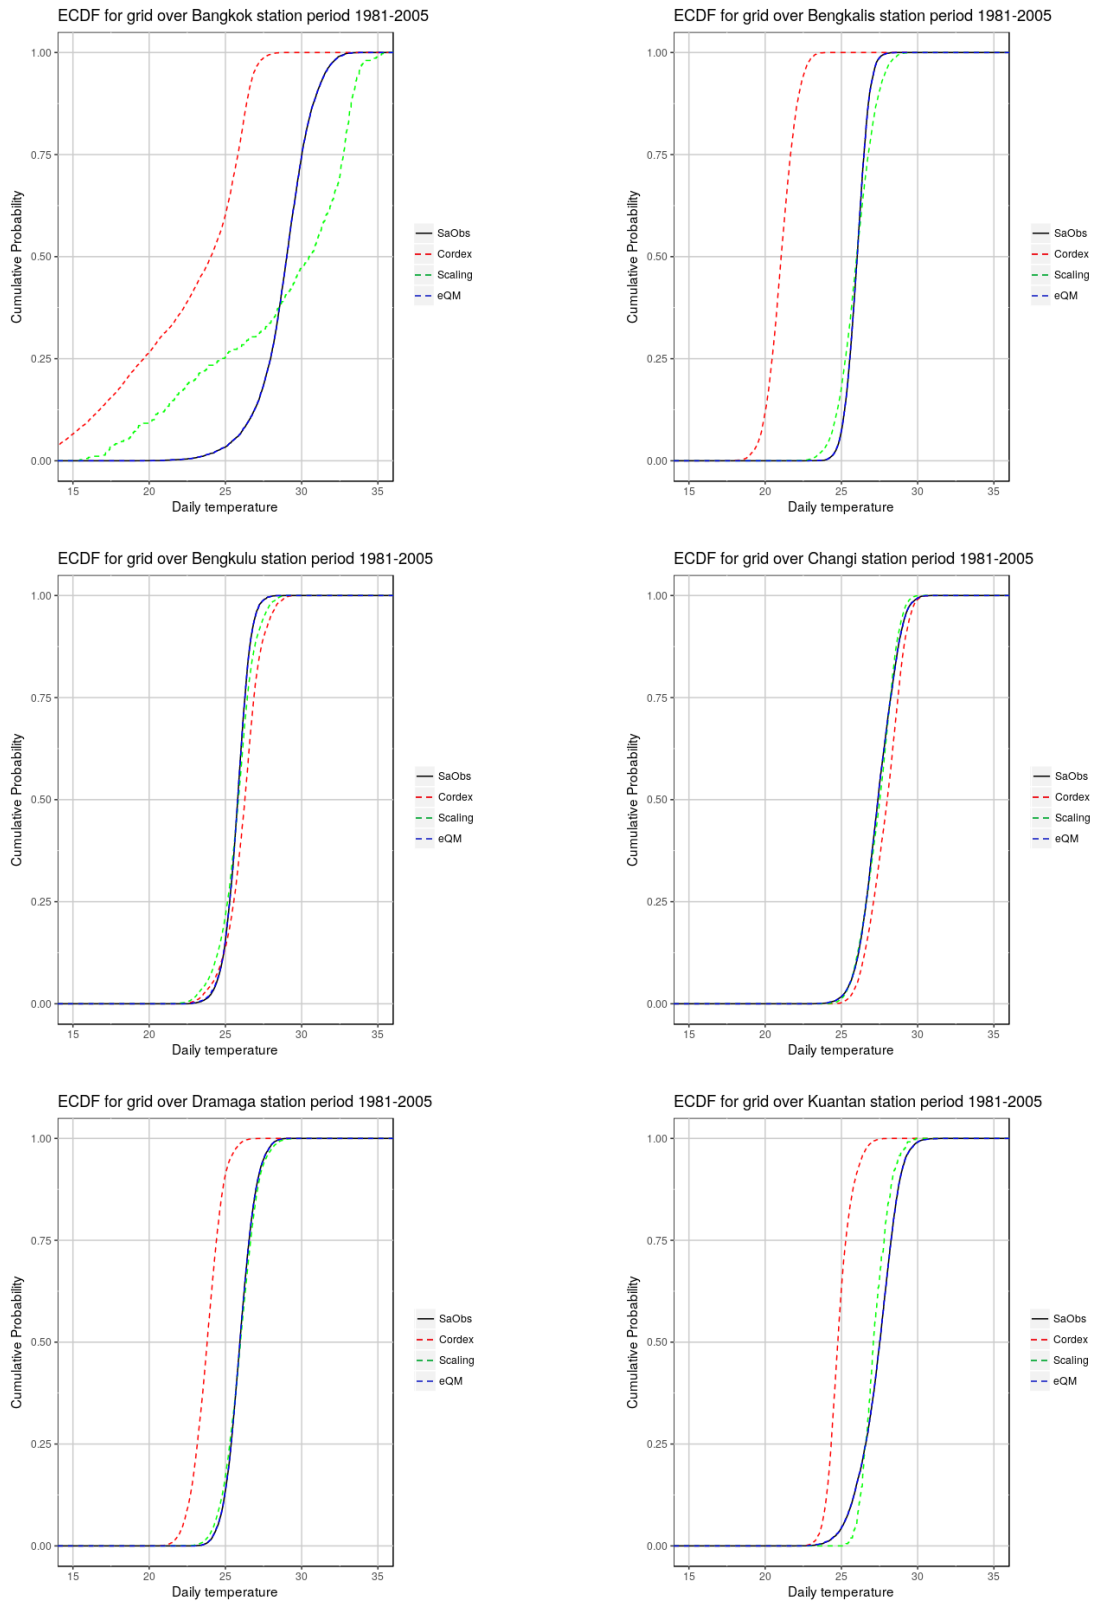 ECDF for grid over Bangkok station period 1981-2005
1.00
0.75
0.50
0.25
0.00
Cumulative Probability
15 20 25 30 35
Daily temperature
SaObs
Cordex
Scaling
eQM
ECDF for grid over Bengkalis station period 1981-2005
1.00
0.75
0.50
0.25
0.00
Cumulative Probability
15 20 25 30 35
Daily temperature
SaObs
Cordex
Scaling
eQM
ECDF for grid over Bengkulu station period 1981-2005
1.00
0.75
0.50
0.25
0.00
Cumulative Probability
15 20 25 30 35
Daily temperature
SaObs
Cordex
Scaling
eQM
ECDF for grid over Changi station period 1981-2005
1.00
0.75
0.50
0.25
0.00
Cumulative Probability
15 20 25 30 35
Daily temperature
SaObs
Cordex
Scaling
eQM
ECDF for grid over Dramaga station period 1981-2005
1.00
0.75
0.50
0.25
0.00
Cumulative Probability
15 20 25 30 35
Daily temperature
SaObs
Cordex
Scaling
eQM
ECDF for grid over Kuantan station period 1981-2005
1.00
0.75
0.50
0.25
0.00
Cumulative Probability
15 20 25 30 35
Daily temperature
SaObs
Cordex
Scaling
eQM